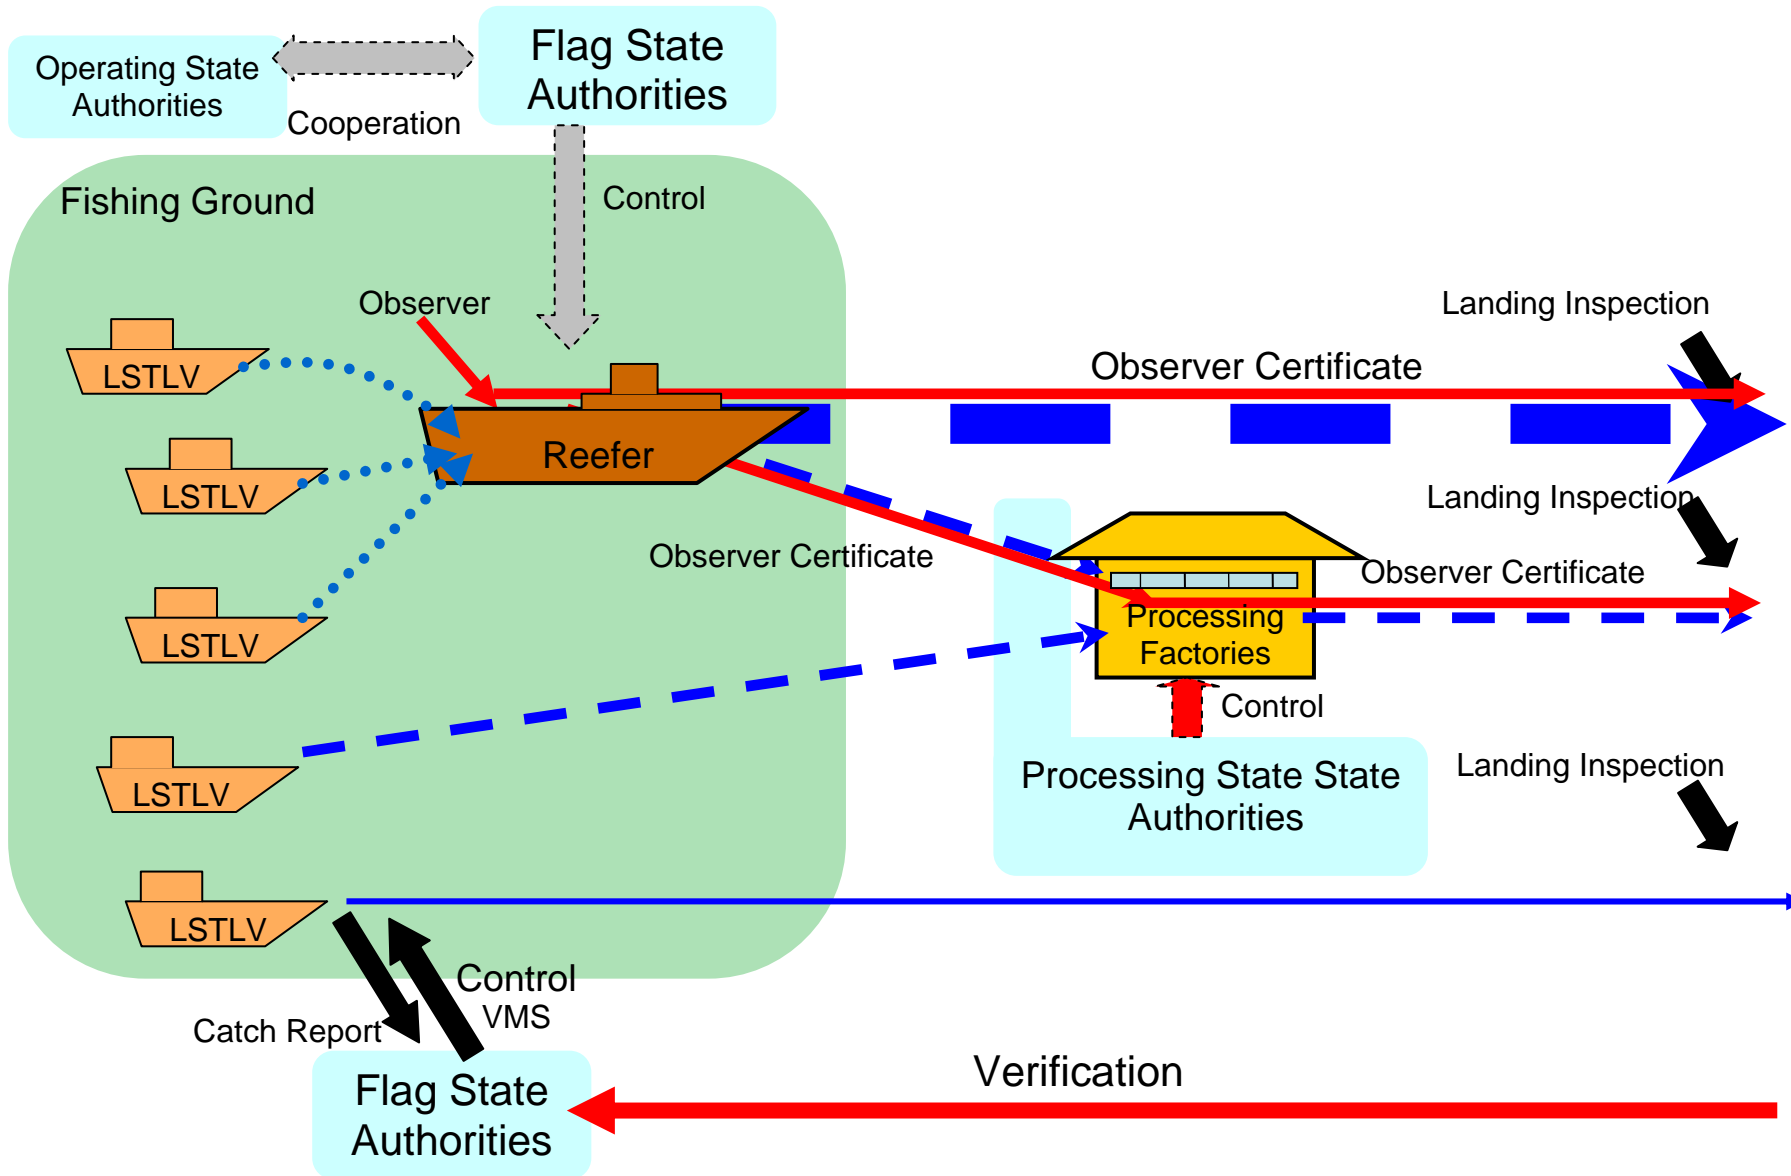 Operating State
Authorities
Flag State
Authorities
Cooperation
Fishing Ground
Control
Observer
Landing Inspection
LSTLV
Observer Certificate
Reefer
LSTLV
Landing Inspection
Observer Certificate
Observer Certificate
LSTLV
Processing
Factories
Control
LSTLV
Processing State State
Authorities
Landing Inspection
LSTLV
Control
VMS
Catch Report
Verification
Flag State
Authorities